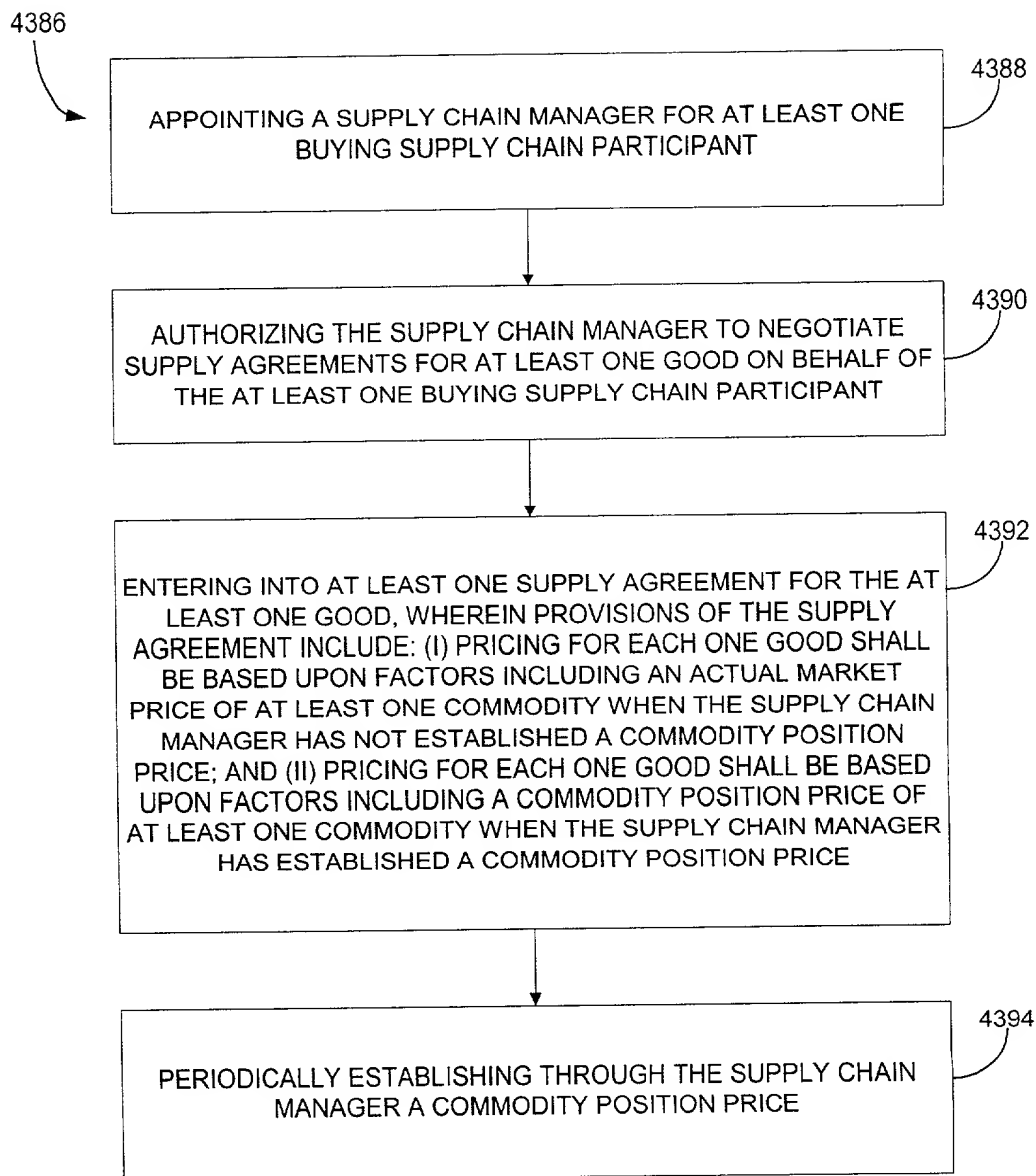 4386
4388
APPOINTING A SUPPLY CHAIN MANAGER FOR AT LEAST ONE
BUYING SUPPLY CHAIN PARTICIPANT
4390
AUTHORIZING THE SUPPLY CHAIN MANAGER TO NEGOTIATE
SUPPLY AGREEMENTS FOR AT LEAST ONE GOOD ON BEHALF OF
THE AT LEAST ONE BUYING SUPPLY CHAIN PARTICIPANT
4392
ENTERING INTO AT LEAST ONE SUPPLY AGREEMENT FOR THE AT
LEAST ONE GOOD, WHEREIN PROVISIONS OF THE SUPPLY
AGREEMENT INCLUDE: (I) PRICING FOR EACH ONE GOOD SHALL
BE BASED UPON FACTORS INCLUDING AN ACTUAL MARKET
PRICE OF AT LEAST ONE COMMODITY WHEN THE SUPPLY CHAIN
MANAGER HAS NOT ESTABLISHED A COMMODITY POSITION
PRICE; AND (II) PRICING FOR EACH ONE GOOD SHALL BE BASED
UPON FACTORS INCLUDING A COMMODITY POSITION PRICE OF
AT LEAST ONE COMMODITY WHEN THE SUPPLY CHAIN MANAGER
HAS ESTABLISHED A COMMODITY POSITION PRICE
4394
PERIODICALLY ESTABLISHING THROUGH THE SUPPLY CHAIN
MANAGER A COMMODITY POSITION PRICE